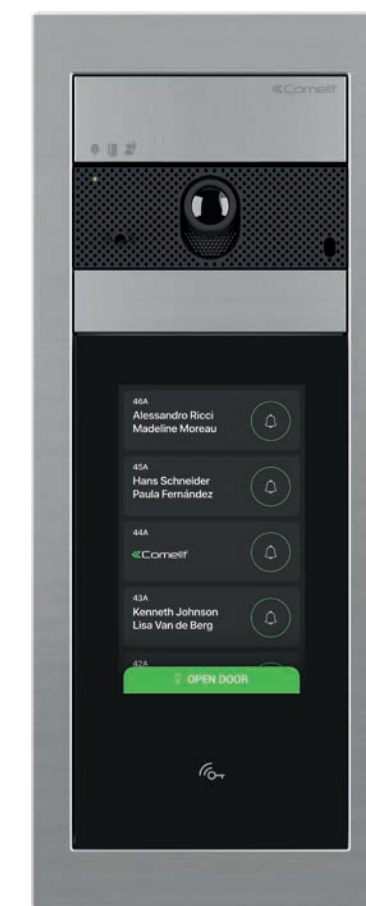 Comelit
46A
Alessandro Ricci
Madeline Moreau
45A
Hans Schneider
Paula Fernández
44A
Comelit
43A
Kenneth Johnson
Lisa Van de Berg
42A
OPEN DOOR